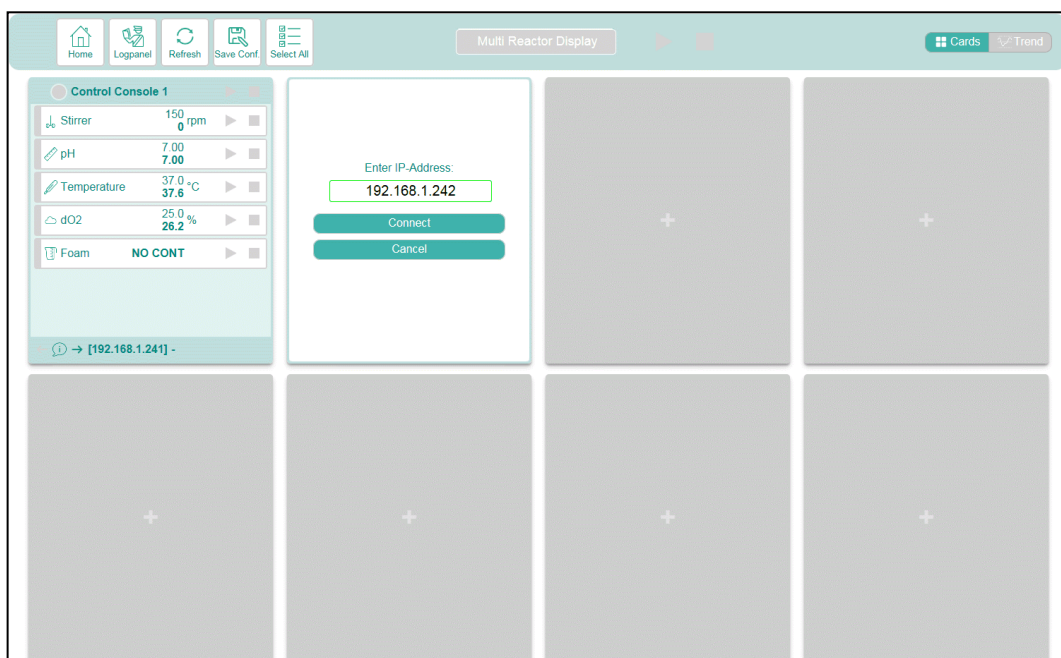 Home Logpanel Refresh Save Conf. Select All Multi Reactor Display Cards Trend
Control Console 1
Stirrer 150 0 rpm
pH 7.00 7.00
Temperature 37.0 37.6 °C
dO2 25.0 26.2 %
Foam NO CONT
[192.168.1.241] -
Enter IP-Address:
192.168.1.242
Connect
Cancel